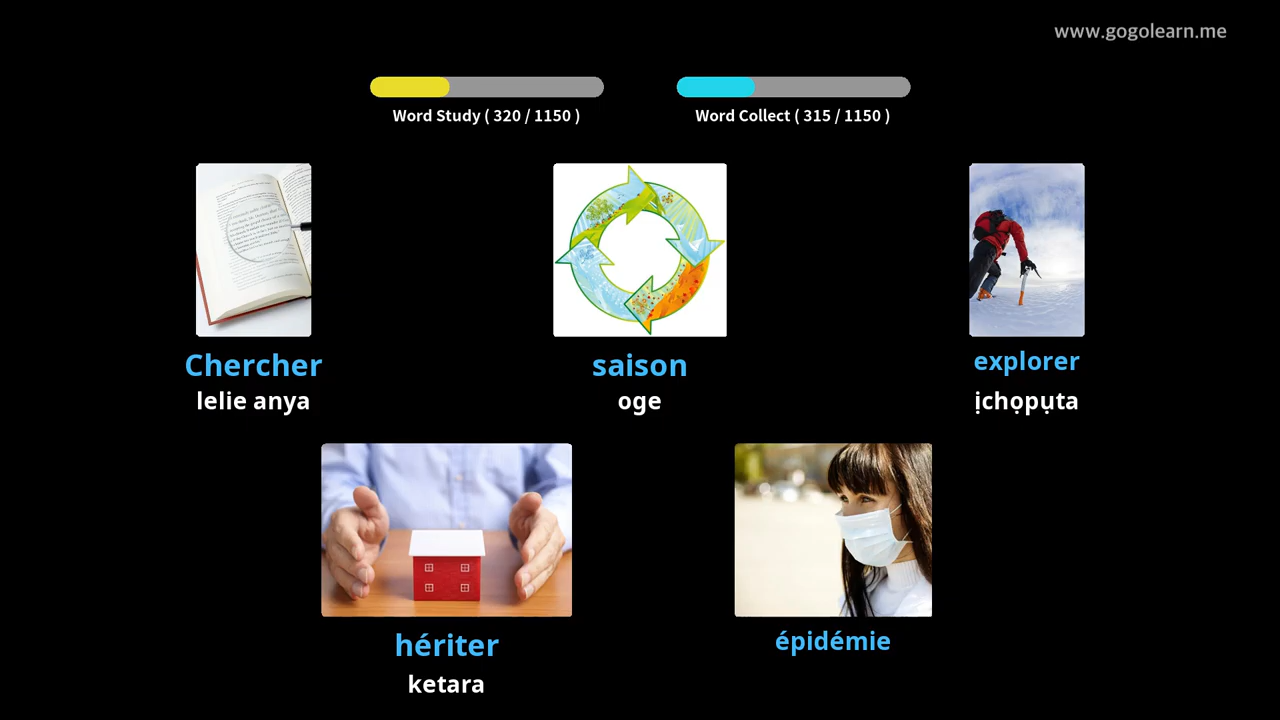 www.gogolearn.me
Word Study ( 320 / 1150 )
Word Collect ( 315 / 1150 )
Chercher
lelie anya
saison
oge
explorer
ịchọpụta
hériter
ketara
épidémie